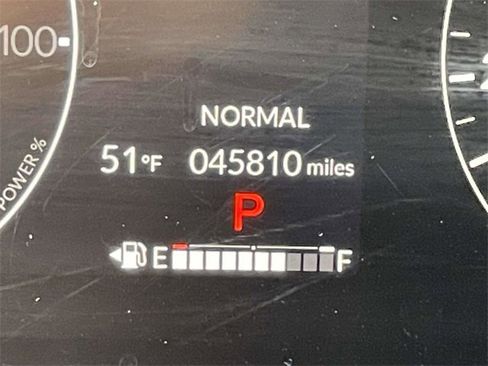 100
POWER %
NORMAL
51°F 045810 miles
P
E F